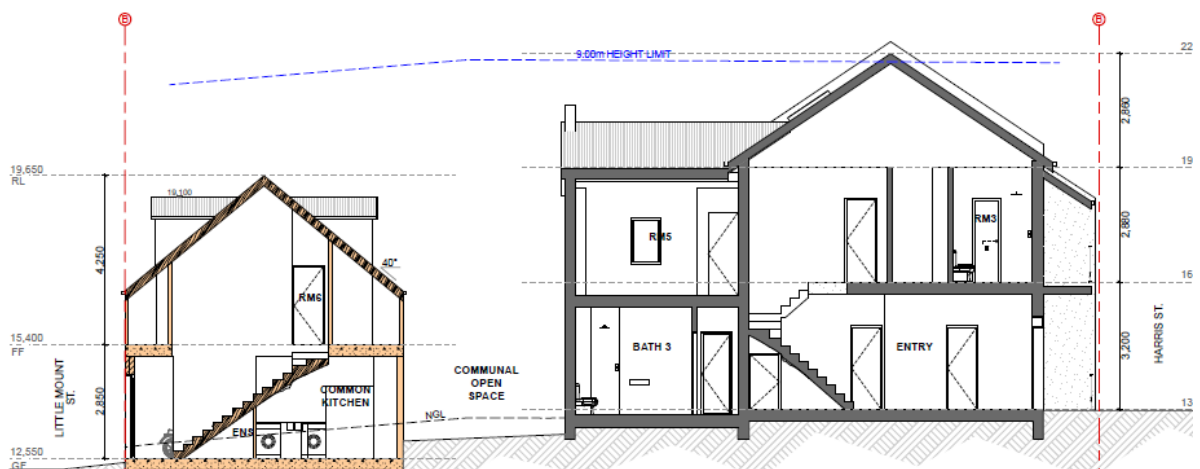 B
B
9.00m HEIGHT LIMIT
22
2,860
19,650
RL
19,100
19
4,250
40°
RM5
RM3
2,880
RM6
16
15,400
FF
BATH 3
ENTRY
3,200
HARRIS ST.
LITTLE MOUNT
ST.
2,850
COMMON
KITCHEN
COMMUNAL
OPEN
SPACE
NGL
ENS
13
12,550
GF